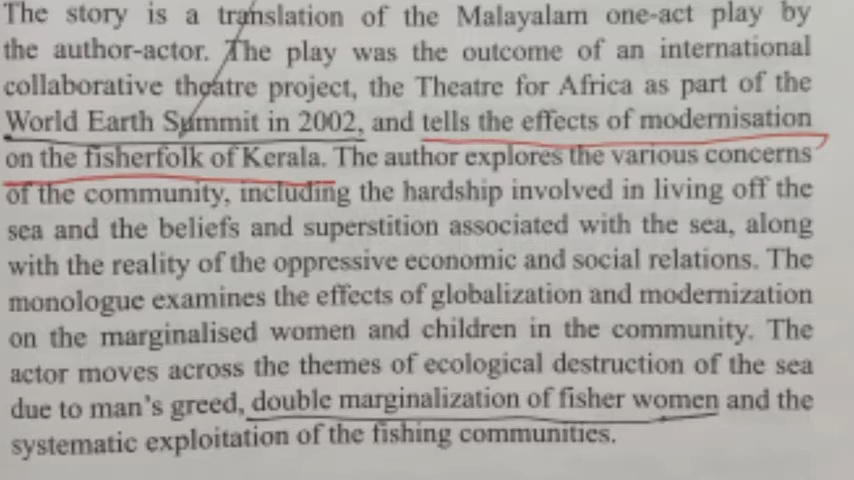 The story is a translation of the Malayalam one-act play by
the author-actor. The play was the outcome of an international
collaborative theatre project, the Theatre for Africa as part of the
World Earth Summit in 2002, and tells the effects of modernisation
on the fisherfolk of Kerala. The author explores the various concerns
of the community, including the hardship involved in living off the
sea and the beliefs and superstition associated with the sea, along
with the reality of the oppressive economic and social relations. The
monologue examines the effects of globalization and modernization
on the marginalised women and children in the community. The
actor moves across the themes of ecological destruction of the sea
due to man's greed, double marginalization of fisher women and the
systematic exploitation of the fishing communities.